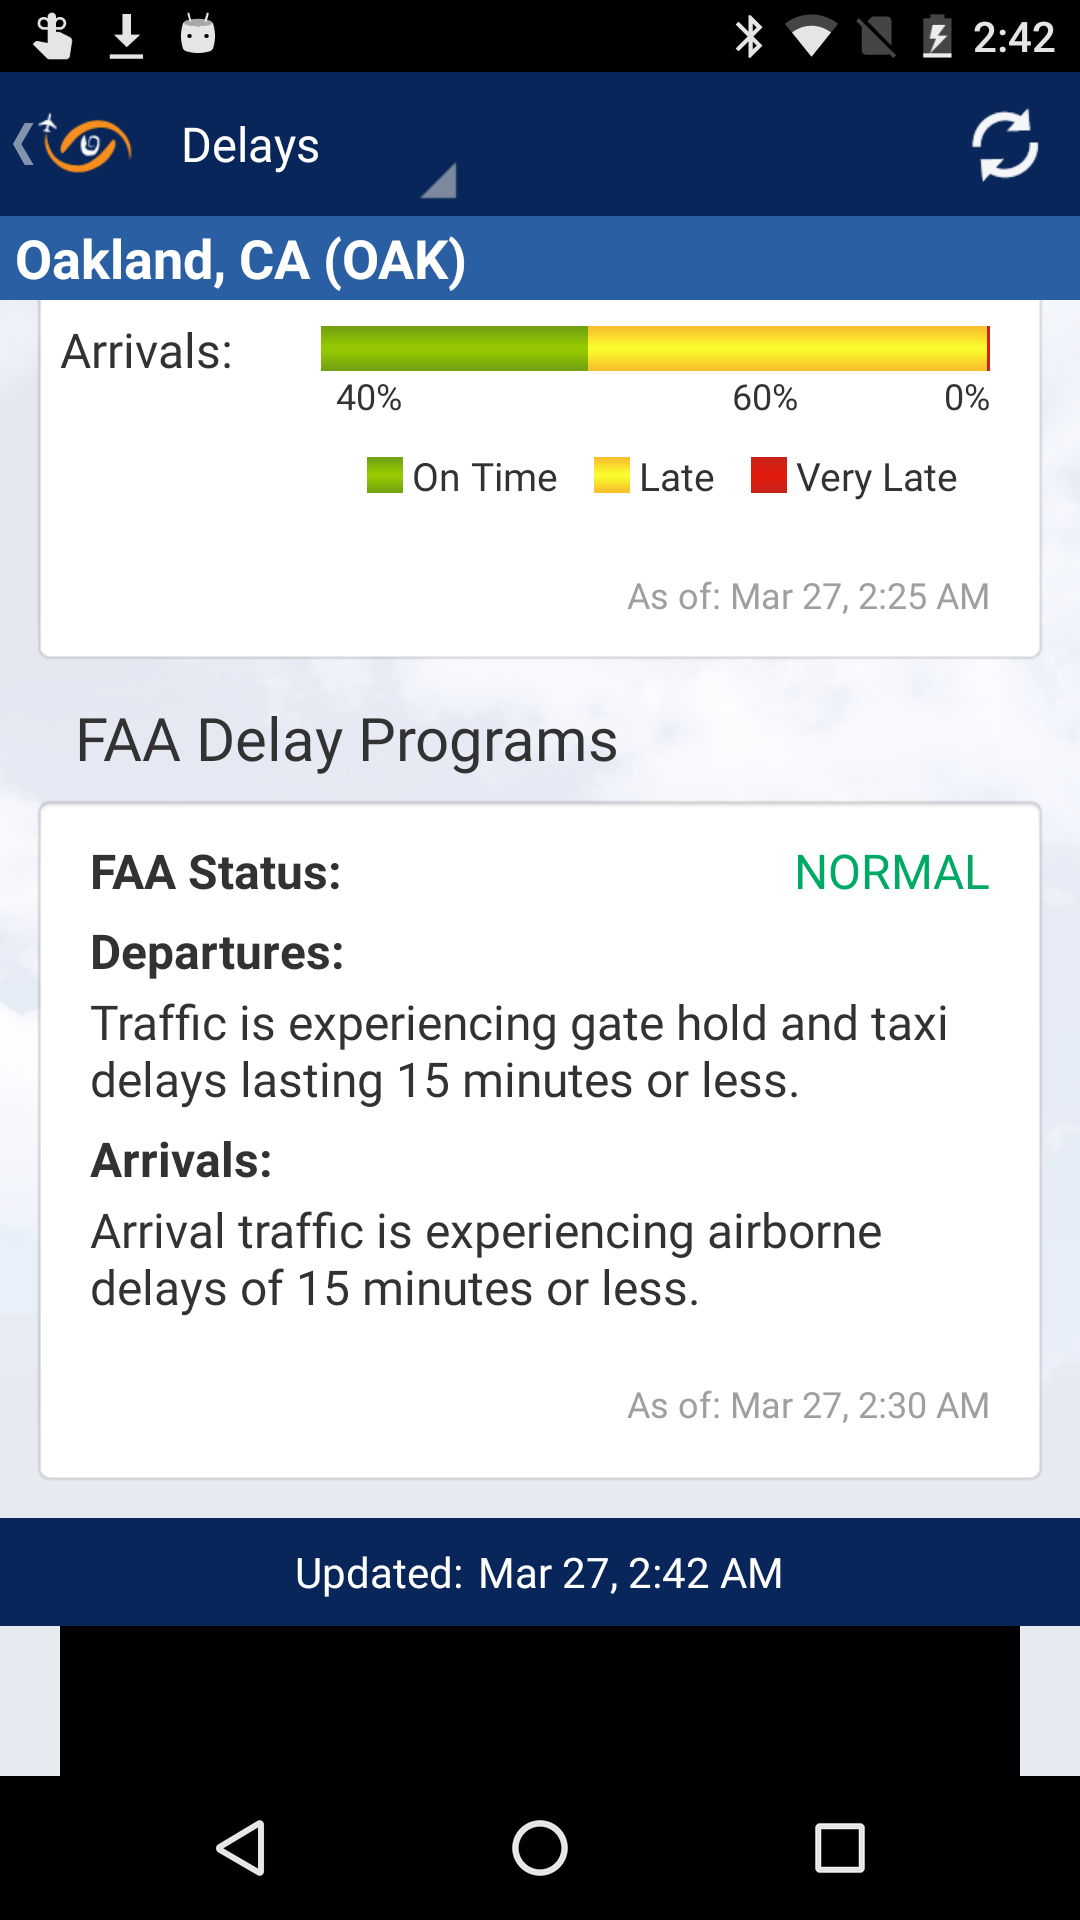 2:42
Delays
Oakland, CA (OAK)
Arrivals:
40% 60% 0%
On Time Late Very Late
As of: Mar 27, 2:25 AM
FAA Delay Programs
FAA Status: NORMAL
Departures:
Traffic is experiencing gate hold and taxi
delays lasting 15 minutes or less.
Arrivals:
Arrival traffic is experiencing airborne
delays of 15 minutes or less.
As of: Mar 27, 2:30 AM
Updated: Mar 27, 2:42 AM